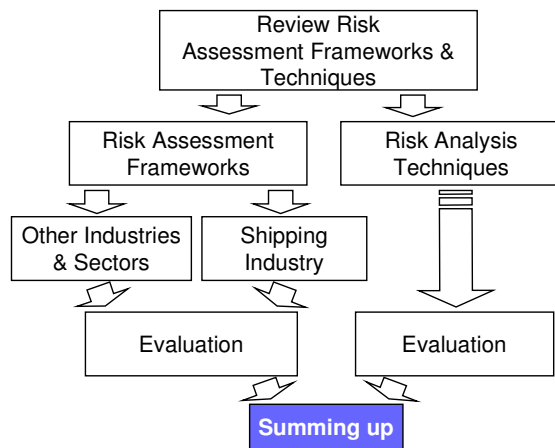 Review Risk
Assessment Frameworks &
Techniques
Risk Assessment
Frameworks
Risk Analysis
Techniques
Other Industries
& Sectors
Shipping
Industry
Evaluation
Evaluation
Summing up